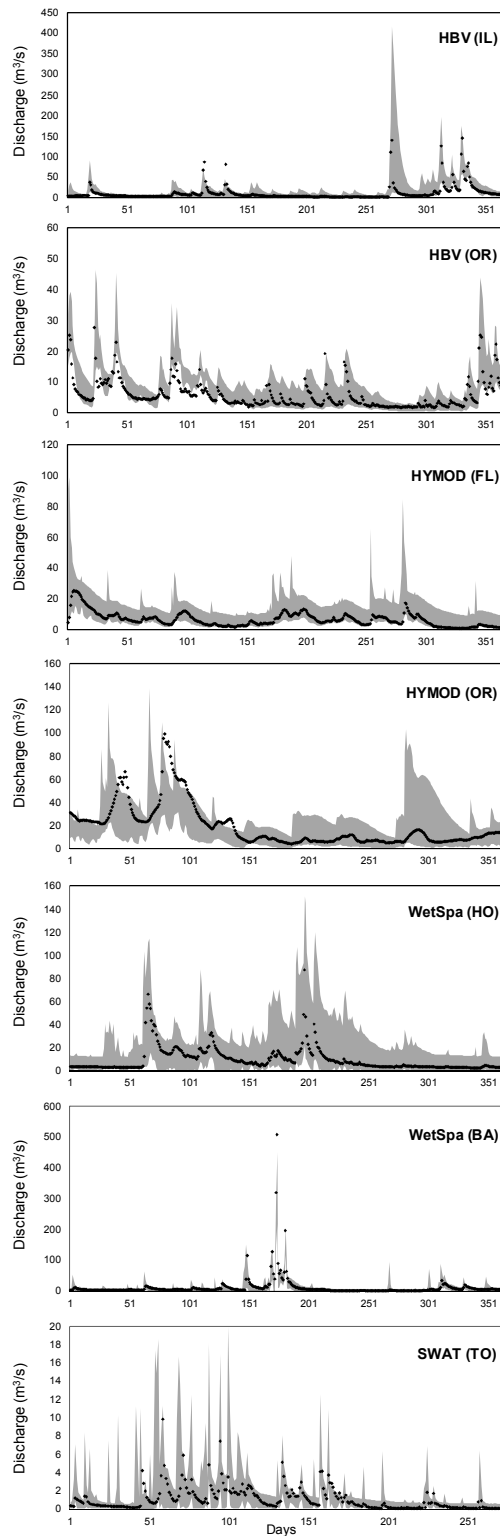 HBV (IL)
Discharge (m³/s)
450
400
350
300
250
200
150
100
50
0
1 51 101 151 201 251 301 351
HBV (OR)
Discharge (m³/s)
60
50
40
30
20
10
0
1 51 101 151 201 251 301 351
HYMOD (FL)
Discharge (m³/s)
120
100
80
60
40
20
0
1 51 101 151 201 251 301 351
HYMOD (OR)
Discharge (m³/s)
160
140
120
100
80
60
40
20
0
1 51 101 151 201 251 301 351
WetSpa (HO)
Discharge (m³/s)
160
140
120
100
80
60
40
20
0
1 51 101 151 201 251 301 351
WetSpa (BA)
Discharge (m³/s)
600
500
400
300
200
100
0
1 51 101 151 201 251 301 351
SWAT (TO)
Discharge (m³/s)
20
18
16
14
12
10
8
6
4
2
0
1 51 101 151 201 251
Days